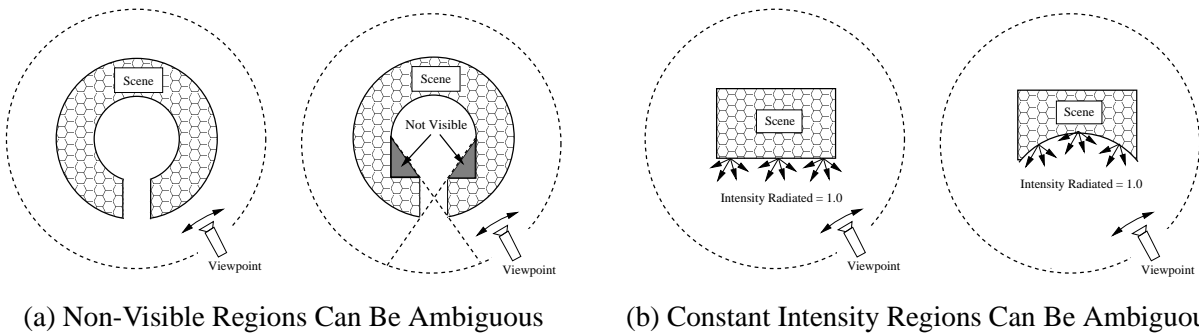 Scene
Viewpoint
Scene
Not Visible
Viewpoint
Scene
Intensity Radiated = 1.0
Viewpoint
Scene
Intensity Radiated = 1.0
Viewpoint
(a) Non-Visible Regions Can Be Ambiguous
(b) Constant Intensity Regions Can Be Ambiguou